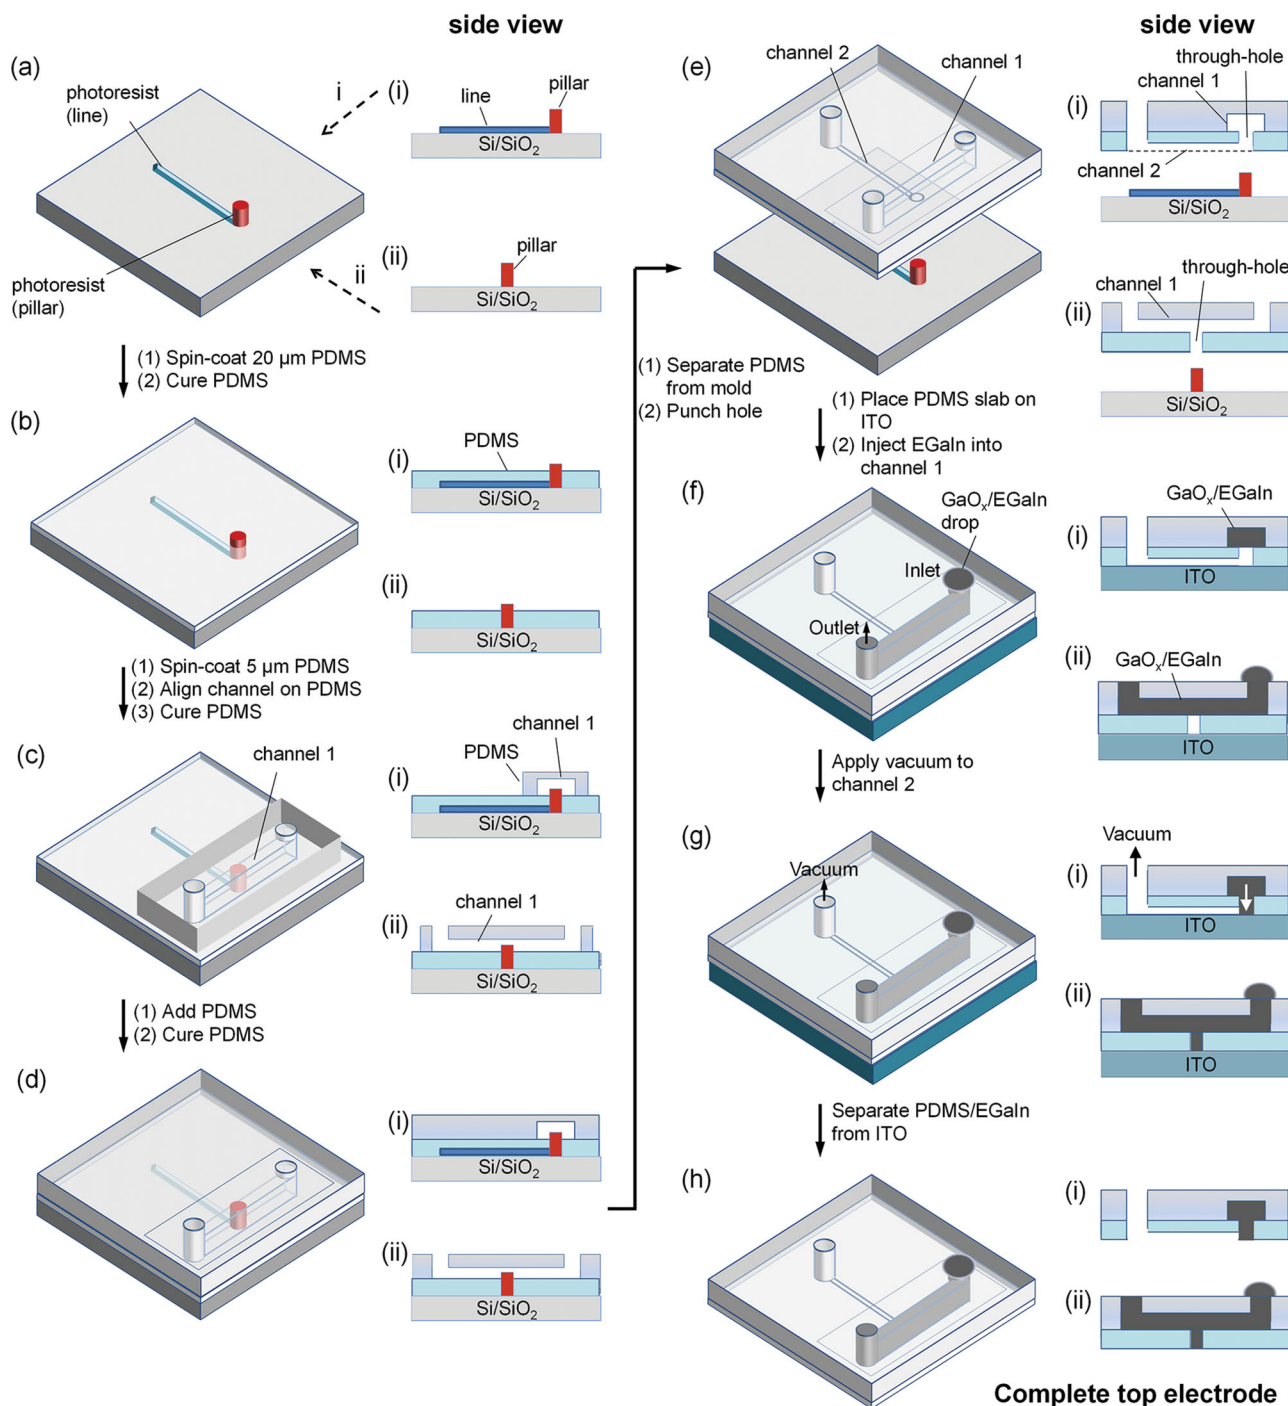 side view
(a)
photoresist
(line)
i
(i)
line
pillar
Si/SiO₂
photoresist
(pillar)
ii
(ii)
pillar
Si/SiO₂
(1) Spin-coat 20 µm PDMS
(2) Cure PDMS
(b)
PDMS
(i)
Si/SiO₂
(ii)
Si/SiO₂
(1) Spin-coat 5 µm PDMS
(2) Align channel on PDMS
(3) Cure PDMS
(c)
channel 1
channel 1
PDMS
(i)
Si/SiO₂
channel 1
(ii)
Si/SiO₂
(1) Add PDMS
(2) Cure PDMS
(d)
(i)
Si/SiO₂
(ii)
Si/SiO₂
(1) Separate PDMS
from mold
(2) Punch hole
side view
(e)
channel 2
channel 1
through-hole
channel 1
(i)
channel 2
Si/SiO₂
through-hole
channel 1
(ii)
Si/SiO₂
(1) Place PDMS slab on
ITO
(2) Inject EGaIn into
channel 1
(f)
GaOₓ/EGaIn
drop
Inlet
Outlet
GaOₓ/EGaIn
(i)
ITO
(ii)
GaOₓ/EGaIn
ITO
Apply vacuum to
channel 2
(g)
Vacuum
Vacuum
(i)
ITO
(ii)
ITO
Separate PDMS/EGaIn
from ITO
(h)
(i)
(ii)
Complete top electrode